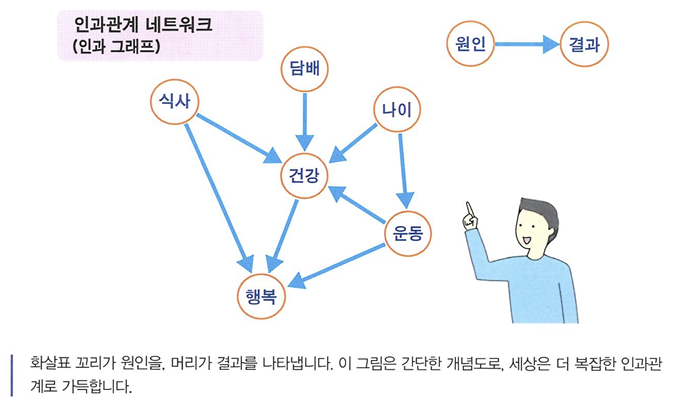 인과관계 네트워크
(인과 그래프)
원인
결과
담배
식사
나이
건강
운동
행복
화살표 꼬리가 원인을, 머리가 결과를 나타냅니다. 이 그림은 간단한 개념도로, 세상은 더 복잡한 인과관
계로 가득합니다.